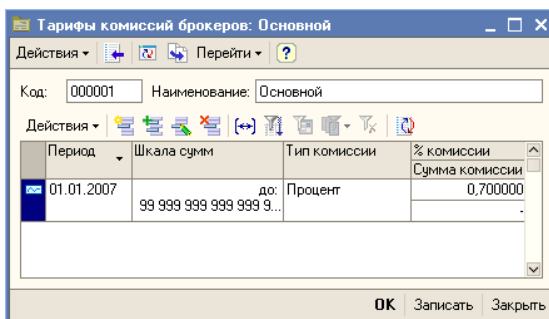 Тарифы комиссий брокеров: Основной
Действия Перейти ?
Код: 000001 Наименование: Основной
Действия
Период Шкала сумм Тип комиссии % комиссии
Сумма комиссии
01.01.2007 до: Процент 0,700000
99 999 999 999 999 9... -
OK Записать Закрыть